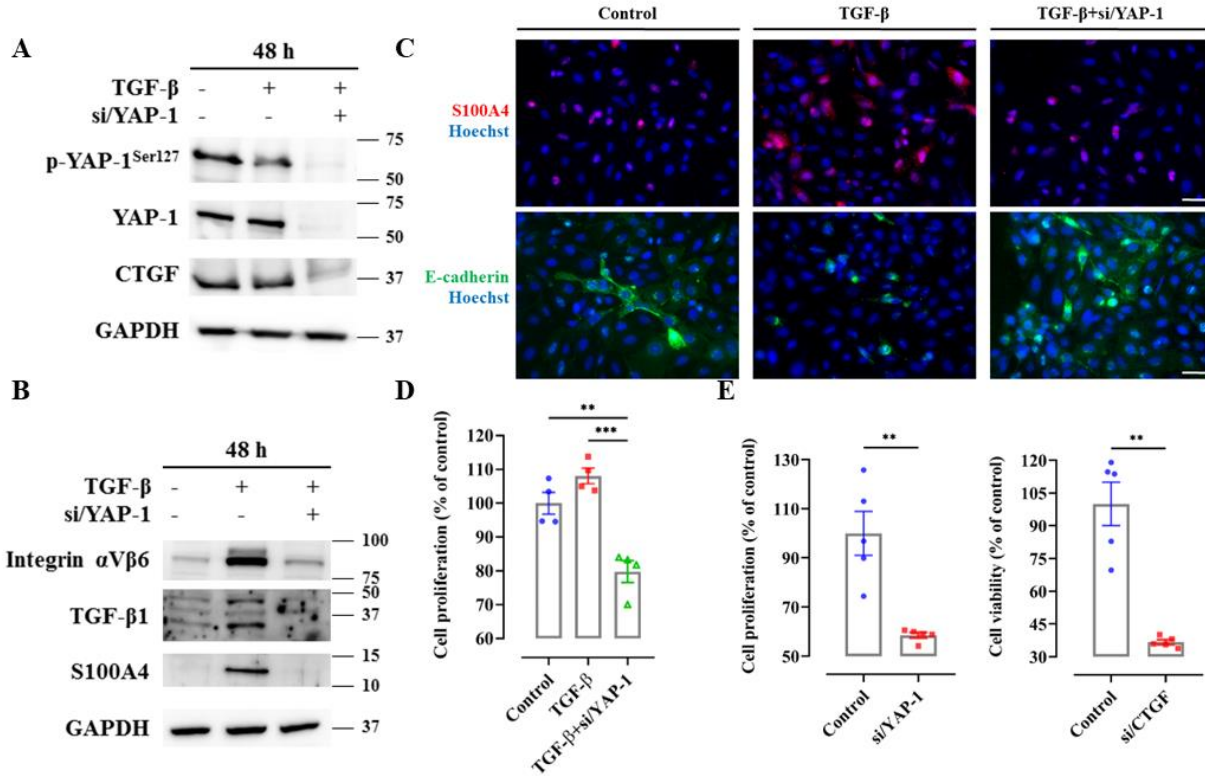 A
48 h
TGF-β - + +
si/YAP-1 - - +
p-YAP-1Ser127
75
50
YAP-1
75
50
CTGF
37
GAPDH
37
B
48 h
TGF-β - + +
si/YAP-1 - - +
Integrin αVβ6
100
75
TGF-β1
50
37
S100A4
15
10
GAPDH
37
C
Control TGF-β TGF-β+si/YAP-1
S100A4
Hoechst
E-cadherin
Hoechst
D
Cell proliferation (% of control)
120
110
100
90
80
70
60
**
***
Control
TGF-β
TGF-β+si/YAP-1
E
Cell proliferation (% of control)
130
110
90
70
50
**
Control
si/YAP-1
Cell viability (% of control)
120
105
90
75
60
45
30
**
Control
si/CTGF